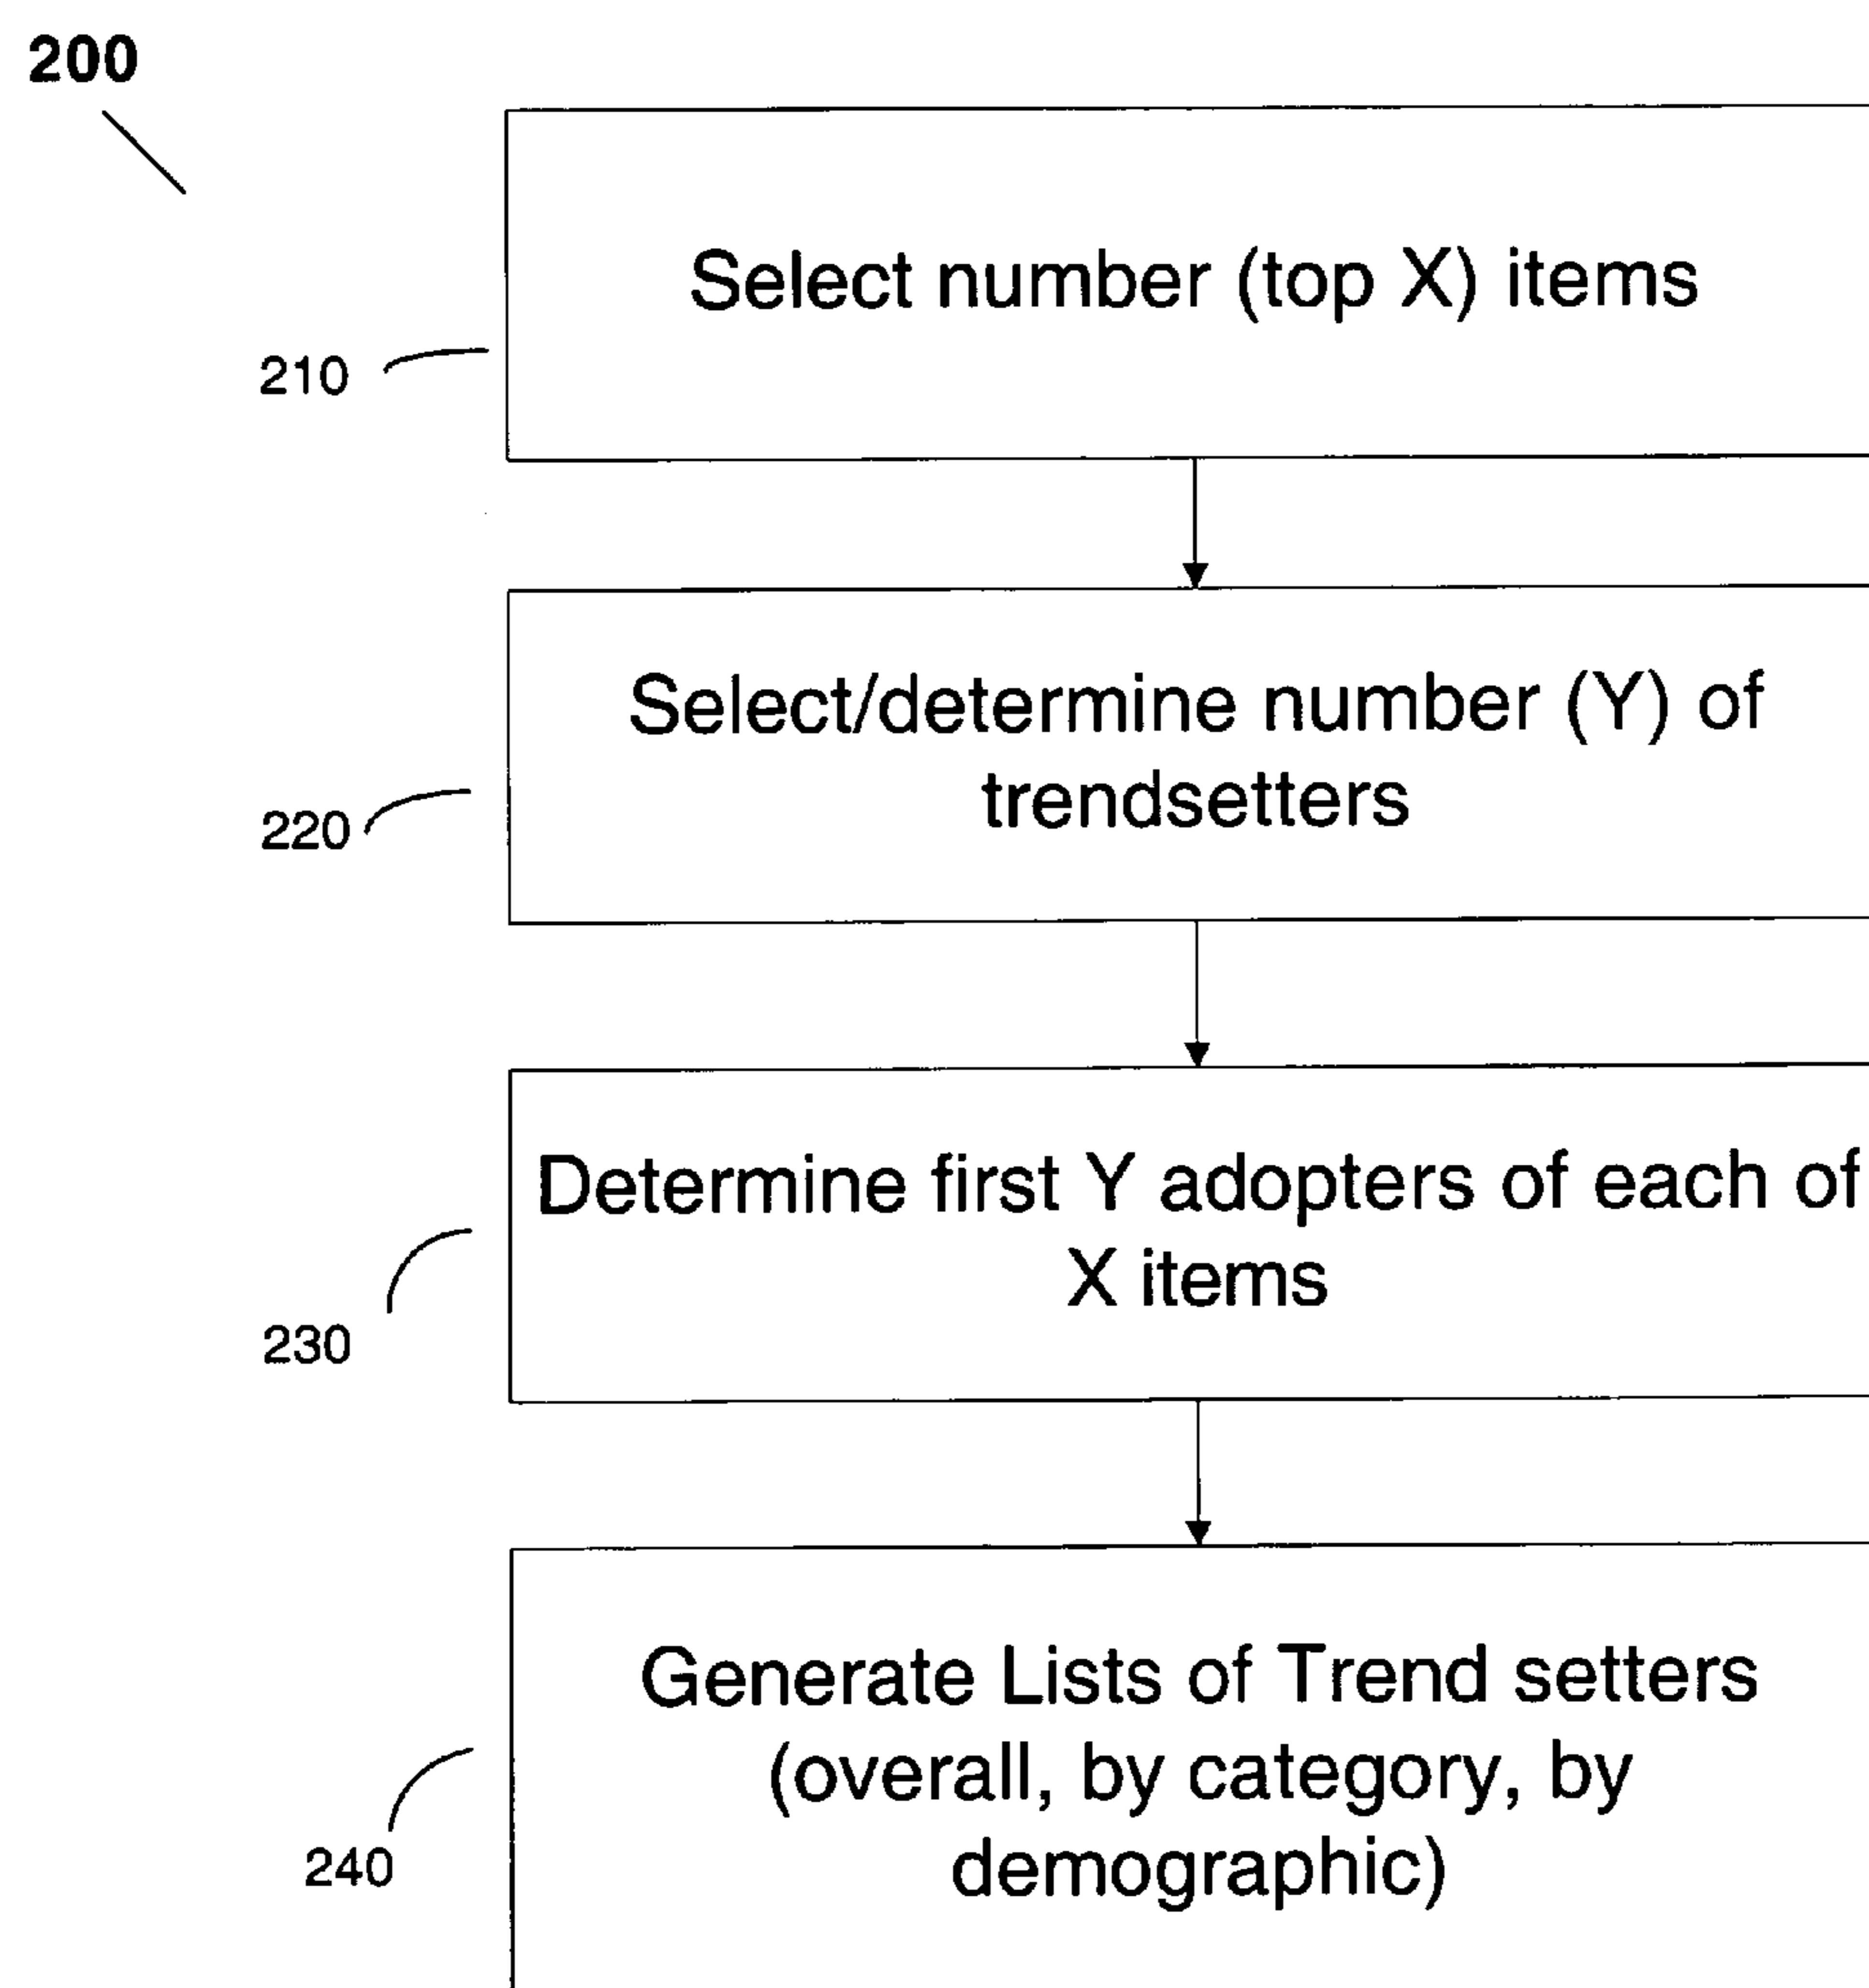 200
Select number (top X) items
210
Select/determine number (Y) of
trendsetters
220
Determine first Y adopters of each of
X items
230
Generate Lists of Trend setters
(overall, by category, by
demographic)
240